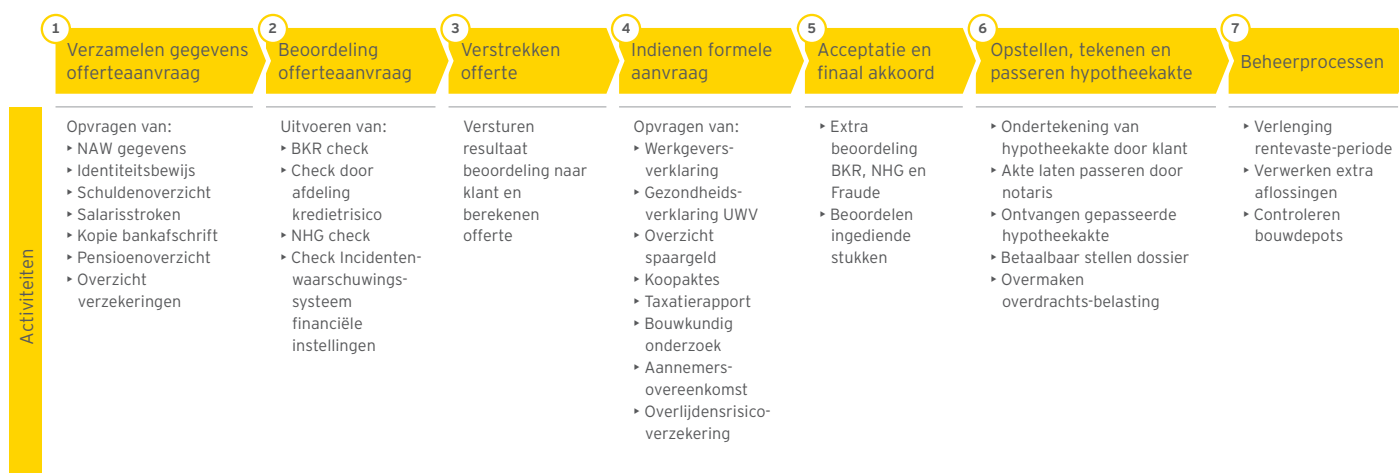 1
Verzamelen gegevens
offerteaanvraag
2
Beoordeling
offerteaanvraag
3
Verstrekken
offerte
4
Indienen formele
aanvraag
5
Acceptatie en
finaal akkoord
6
Opstellen, tekenen en
passeren hypotheekakte
7
Beheerprocessen
Activiteiten
Opvragen van:
‣ NAW gegevens
‣ Identiteitsbewijs
‣ Schuldenoverzicht
‣ Salarisstroken
‣ Kopie bankafschrift
‣ Pensioenoverzicht
‣ Overzicht
verzekeringen
Uitvoeren van:
‣ BKR check
‣ Check door
afdeling
kredietrisico
‣ NHG check
‣ Check Incidenten-
waarschuwings-
systeem
financiële
instellingen
Versturen
resultaat
beoordeling naar
klant en
berekenen
offerte
Opvragen van:
‣ Werkgevers-
verklaring
‣ Gezondheids-
verklaring UWV
‣ Overzicht
spaargeld
‣ Koopaktes
‣ Taxatierapport
‣ Bouwkundig
onderzoek
‣ Aannemers-
overeenkomst
‣ Overlijdensrisico-
verzekering
‣ Extra
beoordeling
BKR, NHG en
Fraude
‣ Beoordelen
ingediende
stukken
‣ Ondertekening van
hypotheekakte door klant
‣ Akte laten passeren door
notaris
‣ Ontvangen gepasseerde
hypotheekakte
‣ Betaalbaar stellen dossier
‣ Overmaken
overdrachts-belasting
‣ Verlenging
rentevaste-periode
‣ Verwerken extra
aflossingen
‣ Controleren
bouwdepots